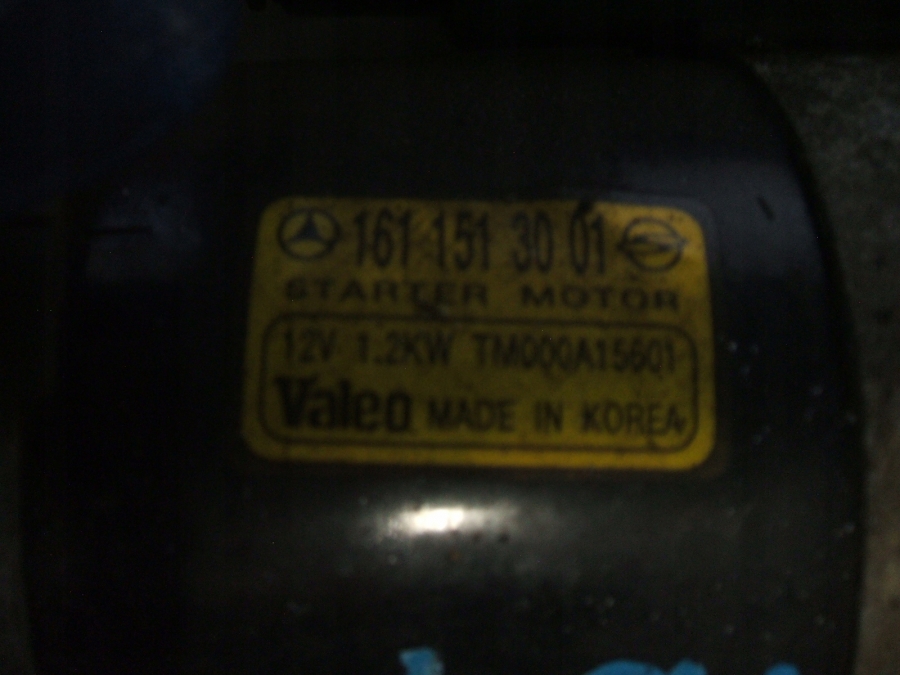 161 151 30 01
STARTER MOTOR
12V 1.2KW TM000A15601
Valeo MADE IN KOREA